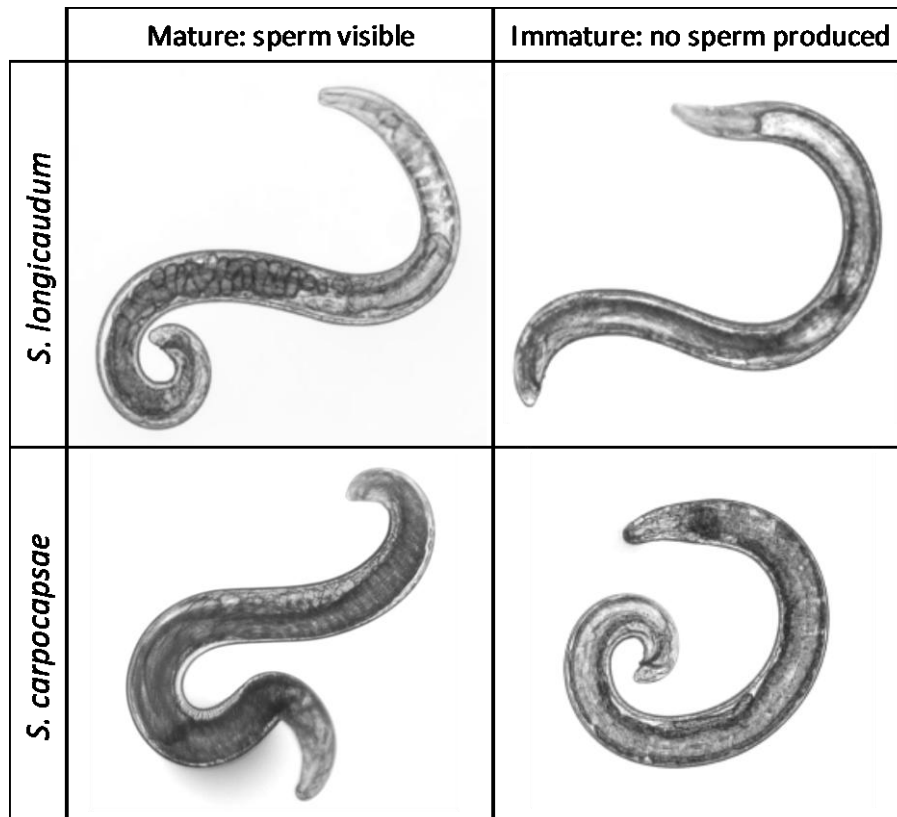 Mature: sperm visible
Immature: no sperm produced
S. longicaudum
S. carpocapsae